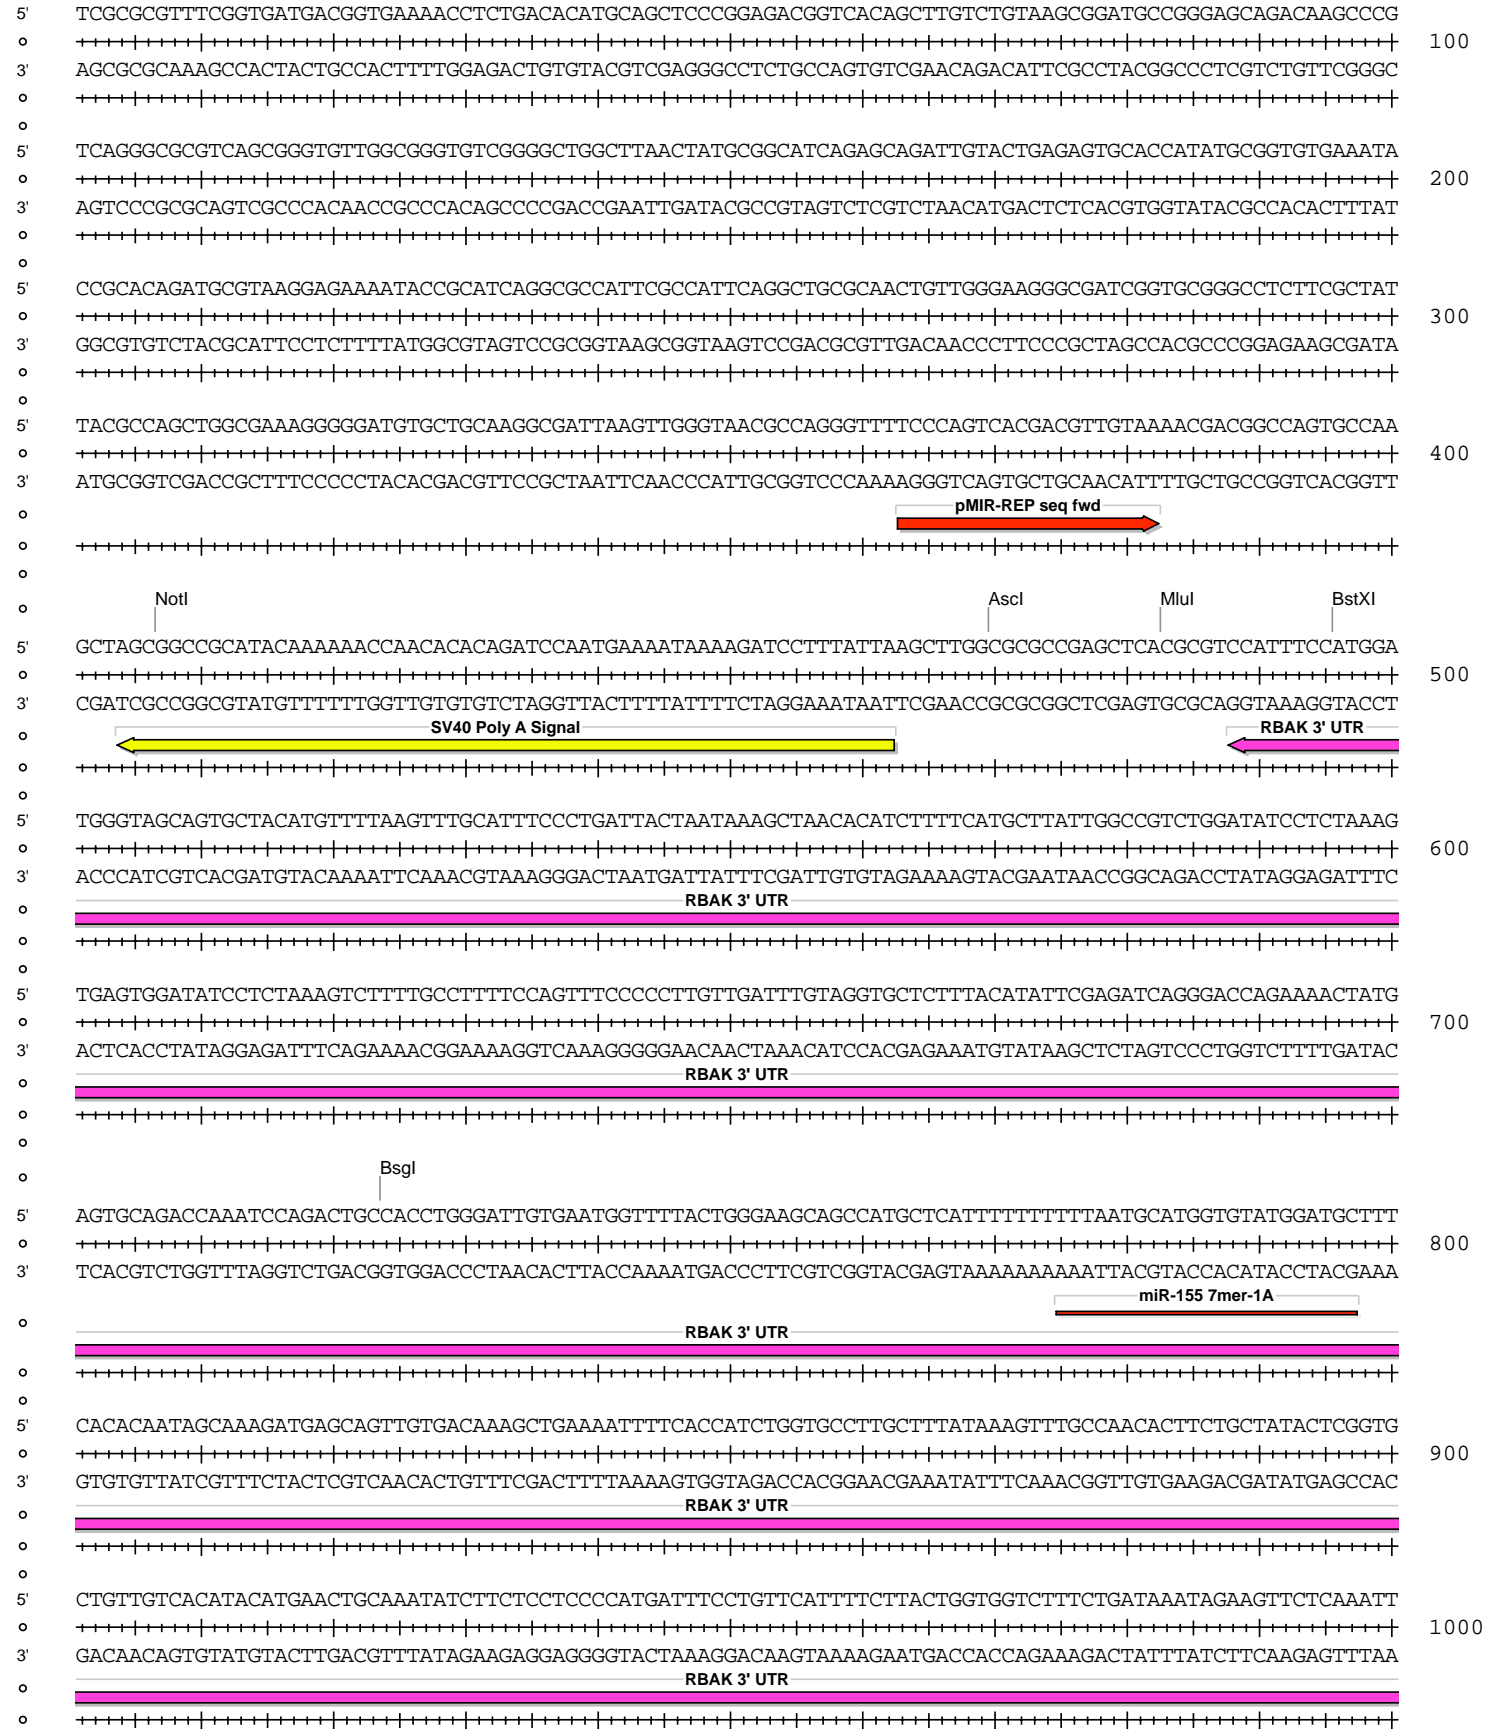 5' TCGCGCGTTTCGGTGATGACGGTGAAAACCTCTGACACATGCAGCTCCCGGAGACGGTCACAGCTTGTCTGTAAGCGGATGCCGGGAGCAGACAAGCCCG
100
3' AGCGCGCAAAGCCACTACTGCCACTTTTGGAGACTGTGTACGTCGAGGGCCTCTGCCAGTGTCGAACAGACATTCGCCTACGGCCCTCGTCTGTTCGGGC
5' TCAGGGCGCGTCAGCGGGTGTTGGCGGGTGTCGGGGCTGGCTTAACTATGCGGCATCAGAGCAGATTGTACTGAGAGTGCACCATATGCGGTGTGAAATA
200
3' AGTCCCGCGCAGTCGCCCACAACCGCCCACAGCCCCGACCGAATTGATACGCCGTAGTCTCGTCTAACATGACTCTCACGTGGTATACGCCACACTTTAT
5' CCGCACAGATGCGTAAGGAGAAAATACCGCATCAGGCGCCATTCGCCATTCAGGCTGCGCAACTGTTGGGAAGGGCGATCGGTGCGGGCCTCTTCGCTAT
300
3' GGCGTGTCTACGCATTCCTCTTTTATGGCGTAGTCCGCGGTAAGCGGTAAGTCCGACGCGTTGACAACCCTTCCCGCTAGCCACGCCCGGAGAAGCGATA
5' TACGCCAGCTGGCGAAAGGGGGATGTGCTGCAAGGCGATTAAGTTGGGTAACGCCAGGGTTTTCCCAGTCACGACGTTGTAAAACGACGGCCAGTGCCAA
400
3' ATGCGGTCGACCGCTTTCCCCCTACACGACGTTCCGCTAATTCAACCCATTGCGGTCCCAAAAGGGTCAGTGCTGCAACATTTTGCTGCCGGTCACGGTT
pMIR-REP seq fwd
NotI AscI MluI BstXI
5' GCTAGCGGCCGCATACAAAAAACCAACACACAGATCCAATGAAAATAAAAGATCCTTTATTAAGCTTGGCGCGCCGAGCTCACGCGTCCATTTCCATGGA
500
3' CGATCGCCGGCGTATGTTTTTTGGTTGTGTGTCTAGGTTACTTTTATTTTCTAGGAAATAATTCGAACCGCGCGGCTCGAGTGCGCAGGTAAAGGTACCT
SV40 Poly A Signal RBAK 3' UTR
5' TGGGTAGCAGTGCTACATGTTTTAAGTTTGCATTTCCCTGATTACTAATAAAGCTAACACATCTTTTCATGCTTATTGGCCGTCTGGATATCCTCTAAAG
600
3' ACCCATCGTCACGATGTACAAAATTCAAACGTAAAGGGACTAATGATTATTTCGATTGTGTAGAAAAGTACGAATAACCGGCAGACCTATAGGAGATTTC
RBAK 3' UTR
5' TGAGTGGATATCCTCTAAAGTCTTTTGCCTTTTCCAGTTTCCCCCTTGTTGATTTGTAGGTGCTCTTTACATATTCGAGATCAGGGACCAGAAAACTATG
700
3' ACTCACCTATAGGAGATTTCAGAAAACGGAAAAGGTCAAAGGGGGAACAACTAAACATCCACGAGAAATGTATAAGCTCTAGTCCCTGGTCTTTTGATAC
RBAK 3' UTR
BsgI
5' AGTGCAGACCAAATCCAGACTGCCACCTGGGATTGTGAATGGTTTTACTGGGAAGCAGCCATGCTCATTTTTTTTTTAATGCATGGTGTATGGATGCTTT
800
3' TCACGTCTGGTTTAGGTCTGACGGTGGACCCTAACACTTACCAAAATGACCCTTCGTCGGTACGAGTAAAAAAAAAATTACGTACCACATACCTACGAAA
miR-155 7mer-1A
RBAK 3' UTR
5' CACACAATAGCAAAGATGAGCAGTTGTGACAAAGCTGAAAATTTTCACCATCTGGTGCCTTGCTTTATAAAGTTTGCCAACACTTCTGCTATACTCGGTG
900
3' GTGTGTTATCGTTTCTACTCGTCAACACTGTTTCGACTTTTAAAAGTGGTAGACCACGGAACGAAATATTTCAAACGGTTGTGAAGACGATATGAGCCAC
RBAK 3' UTR
5' CTGTTGTCACATACATGAACTGCAAATATCTTCTCCTCCCCATGATTTCCTGTTCATTTTCTTACTGGTGGTCTTTCTGATAAATAGAAGTTCTCAAATT
1000
3' GACAACAGTGTATGTACTTGACGTTTATAGAAGAGGAGGGGTACTAAAGGACAAGTAAAAGAATGACCACCAGAAAGACTATTTATCTTCAAGAGTTTAA
RBAK 3' UTR